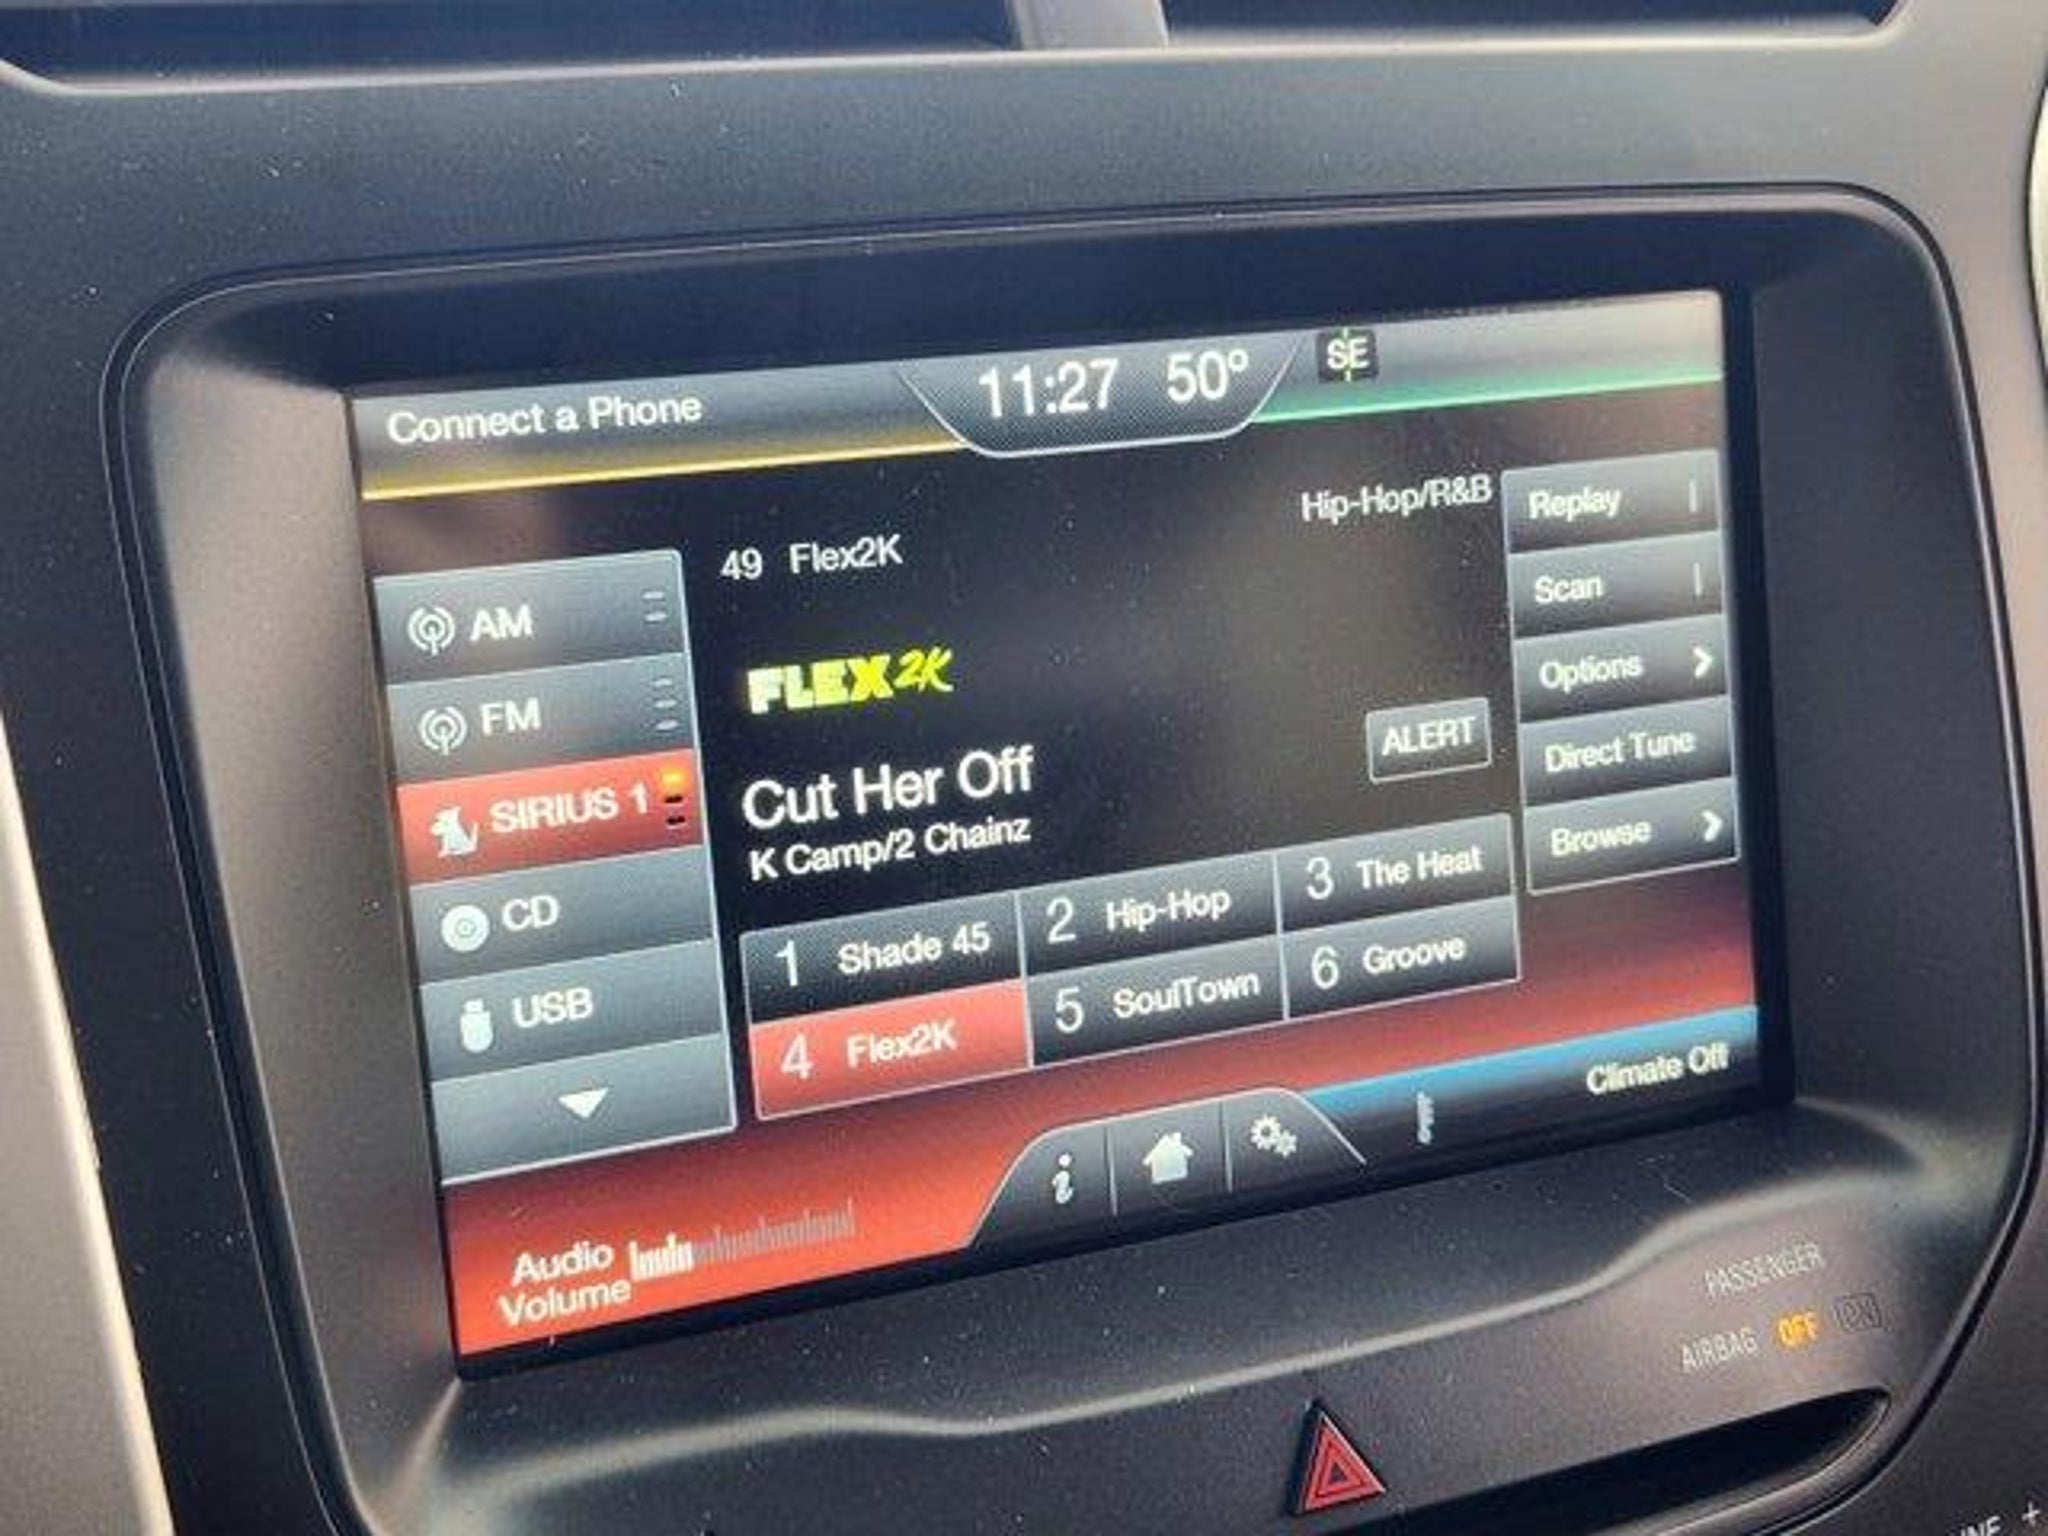 Connect a Phone
11:27 50º SE
Hip-Hop/R&B
49 Flex2K
FLEX2K
Cut Her Off
K Camp/2 Chainz
ALERT
AM
FM
SIRIUS 1
CD
USB
Replay
Scan
Options
Direct Tune
Browse
1 Shade 45
2 Hip-Hop
3 The Heat
4 Flex2K
5 SoulTown
6 Groove
Climate Off
i
Audio
Volume
PASSENGER
AIRBAG OFF ON